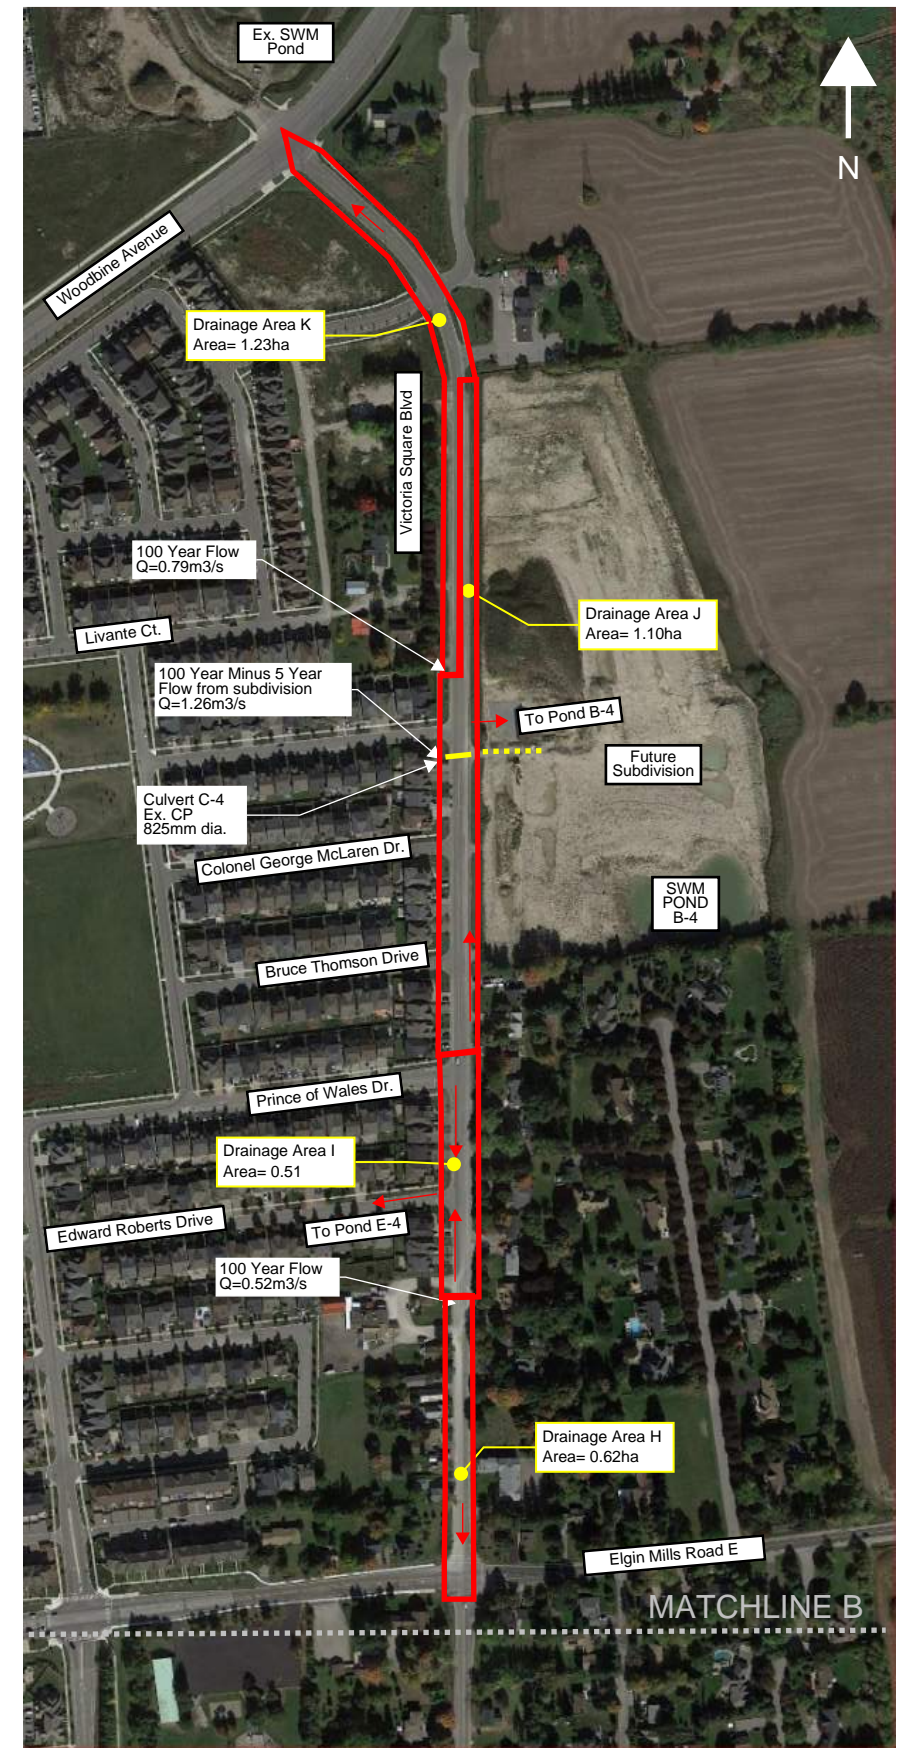 Ex. SWM
Pond
N
Woodbine Avenue
Drainage Area K
Area= 1.23ha
Victoria Square Blvd
100 Year Flow
Q=0.79m3/s
Drainage Area J
Area= 1.10ha
Livante Ct.
100 Year Minus 5 Year
Flow from subdivision
Q=1.26m3/s
To Pond B-4
Future
Subdivision
Culvert C-4
Ex. CP
825mm dia.
Colonel George McLaren Dr.
SWM
POND
B-4
Bruce Thomson Drive
Prince of Wales Dr.
Drainage Area I
Area= 0.51
Edward Roberts Drive
To Pond E-4
100 Year Flow
Q=0.52m3/s
Drainage Area H
Area= 0.62ha
Elgin Mills Road E
MATCHLINE B